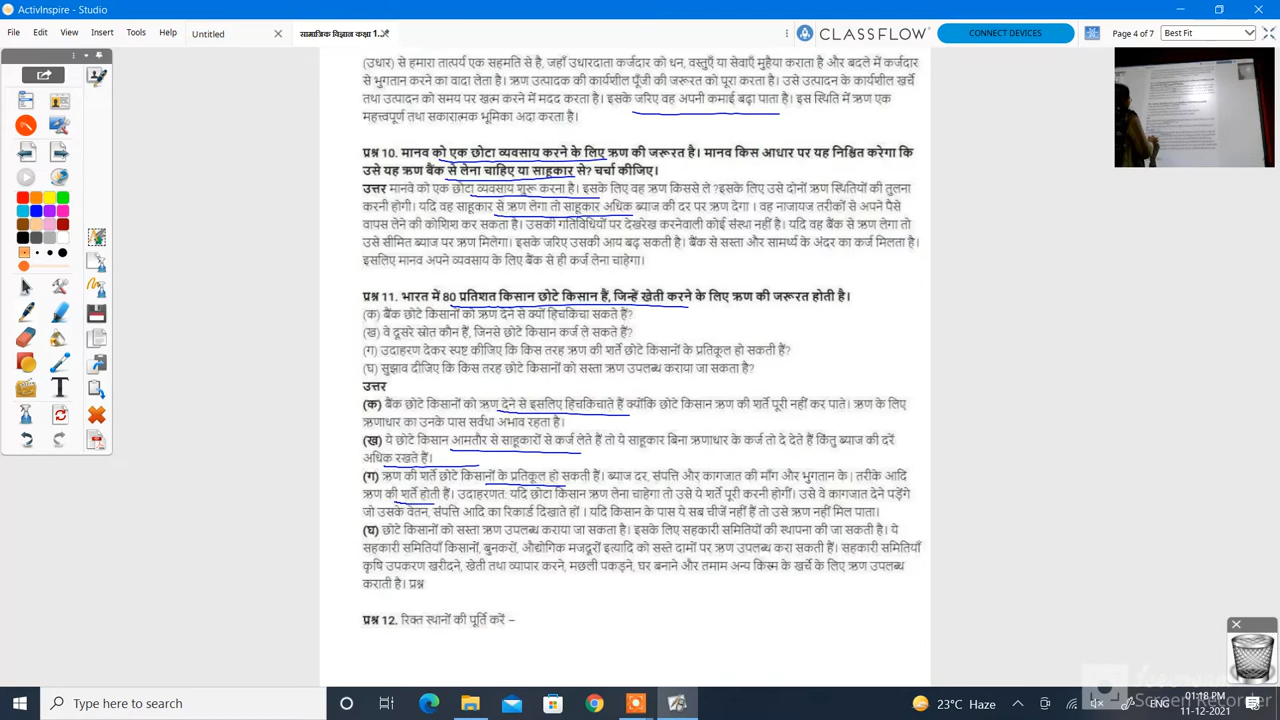 ActivInspire - Studio
File Edit View Insert Tools Help
Untitled
सामाजिक विज्ञान कक्षा 1
CLASSFLOW
CONNECT DEVICES
Page 4 of 7
Best Fit
(उधार) से हमारा तात्पर्य एक सहमति से है, जहाँ उधारदाता कर्जदार को धन, वस्तुएँ या सेवाएँ मुहैया कराता है और बदले में कर्जदार
से भुगतान करने का वादा लेता है। ऋण उत्पादक की कार्यशील पूँजी की जरूरत को पूरा करता है। उसे उत्पादन के कार्यशील खर्चे
तथा उत्पादन को समय पर खत्म करने में मदद करता है। इसके जरिए वह अपनी कमाई बढ़ा पाता है। इस स्थिति में ऋण एक
महत्त्वपूर्ण तथा सकारात्मक भूमिका अदा करता है।
प्रश्न 10. मानव को एक छोटा व्यवसाय करने के लिए ऋण की जरूरत है। मानव किस आधार पर यह निश्चित करेगा कि
उसे यह ऋण बैंक से लेना चाहिए या साहूकार से? चर्चा कीजिए।
उत्तर मानव को एक छोटा व्यवसाय शुरू करना है। इसके लिए वह ऋण किससे ले ?इसके लिए उसे दोनों ऋण स्थितियों की तुलना
करनी होगी। यदि वह साहूकार से ऋण लेगा तो साहूकार अधिक ब्याज की दर पर ऋण देगा । वह नाजायज तरीकों से अपने पैसे
वापस लेने की कोशिश कर सकता है। उसकी गतिविधियों पर देखरेख करनेवाली कोई संस्था नहीं है। यदि वह बैंक से ऋण लेगा तो
उसे सीमित ब्याज पर ऋण मिलेगा। इसके जरिए उसकी आय बढ़ सकती है। बैंक से सस्ता और सामर्थ्य के अंदर का कर्ज मिलता है।
इसलिए मानव अपने व्यवसाय के लिए बैंक से ही कर्ज लेना चाहेगा।
प्रश्न 11. भारत में 80 प्रतिशत किसान छोटे किसान हैं, जिन्हें खेती करने के लिए ऋण की जरूरत होती है।
(क) बैंक छोटे किसानों को ऋण देने से क्यों हिचकिचा सकते हैं?
(ख) वे दूसरे स्रोत कौन हैं, जिनसे छोटे किसान कर्ज ले सकते हैं?
(ग) उदाहरण देकर स्पष्ट कीजिए कि किस तरह ऋण की शर्तें छोटे किसानों के प्रतिकूल हो सकती हैं?
(घ) सुझाव दीजिए कि किस तरह छोटे किसानों को सस्ता ऋण उपलब्ध कराया जा सकता है?
उत्तर
(क) बैंक छोटे किसानों को ऋण देने से इसलिए हिचकिचाते हैं क्योंकि छोटे किसान ऋण की शर्ते पूरी नहीं कर पाते। ऋण के लिए
ऋणाधार का उनके पास सर्वथा अभाव रहता है।
(ख) ये छोटे किसान आमतौर से साहूकारों से कर्ज लेते हैं तो ये साहूकार बिना ऋणाधार के कर्ज तो दे देते हैं किंतु ब्याज की दरें
अधिक रखते हैं।
(ग) ऋण की शर्ते छोटे किसानों के प्रतिकूल हो सकती हैं। ब्याज दर, संपत्ति और कागजात की माँग और भुगतान के | तरीके आदि
ऋण की शर्ते होती हैं। उदाहरणत: यदि छोटा किसान ऋण लेना चाहेगा तो उसे ये शर्ते पूरी करनी होगीं। उसे वे कागजात देने पड़ेंगे
जो उसके वेतन, संपत्ति आदि का रिकार्ड दिखाते हों । यदि किसान के पास ये सब चीजें नहीं हैं तो उसे ऋण नहीं मिल पाता।
(घ) छोटे किसानों को सस्ता ऋण उपलब्ध कराया जा सकता है। इसके लिए सहकारी समितियों की स्थापना की जा सकती है। ये
सहकारी समितियाँ किसानों, बुनकरों, औद्योगिक मजदूरों इत्यादि को सस्ते दामों पर ऋण उपलब्ध करा सकती हैं। सहकारी समितियाँ
कृषि उपकरण खरीदने, खेती तथा व्यापार करने, मछली पकड़ने, घर बनाने और तमाम अन्य किस्म के खर्चे के लिए ऋण उपलब्ध
कराती है। प्रश्न
प्रश्न 12. रिक्त स्थानों की पूर्ति करें –
Screen Recorder
Type here to search
23°C Haze
ENG
01:18 PM
11-12-2021